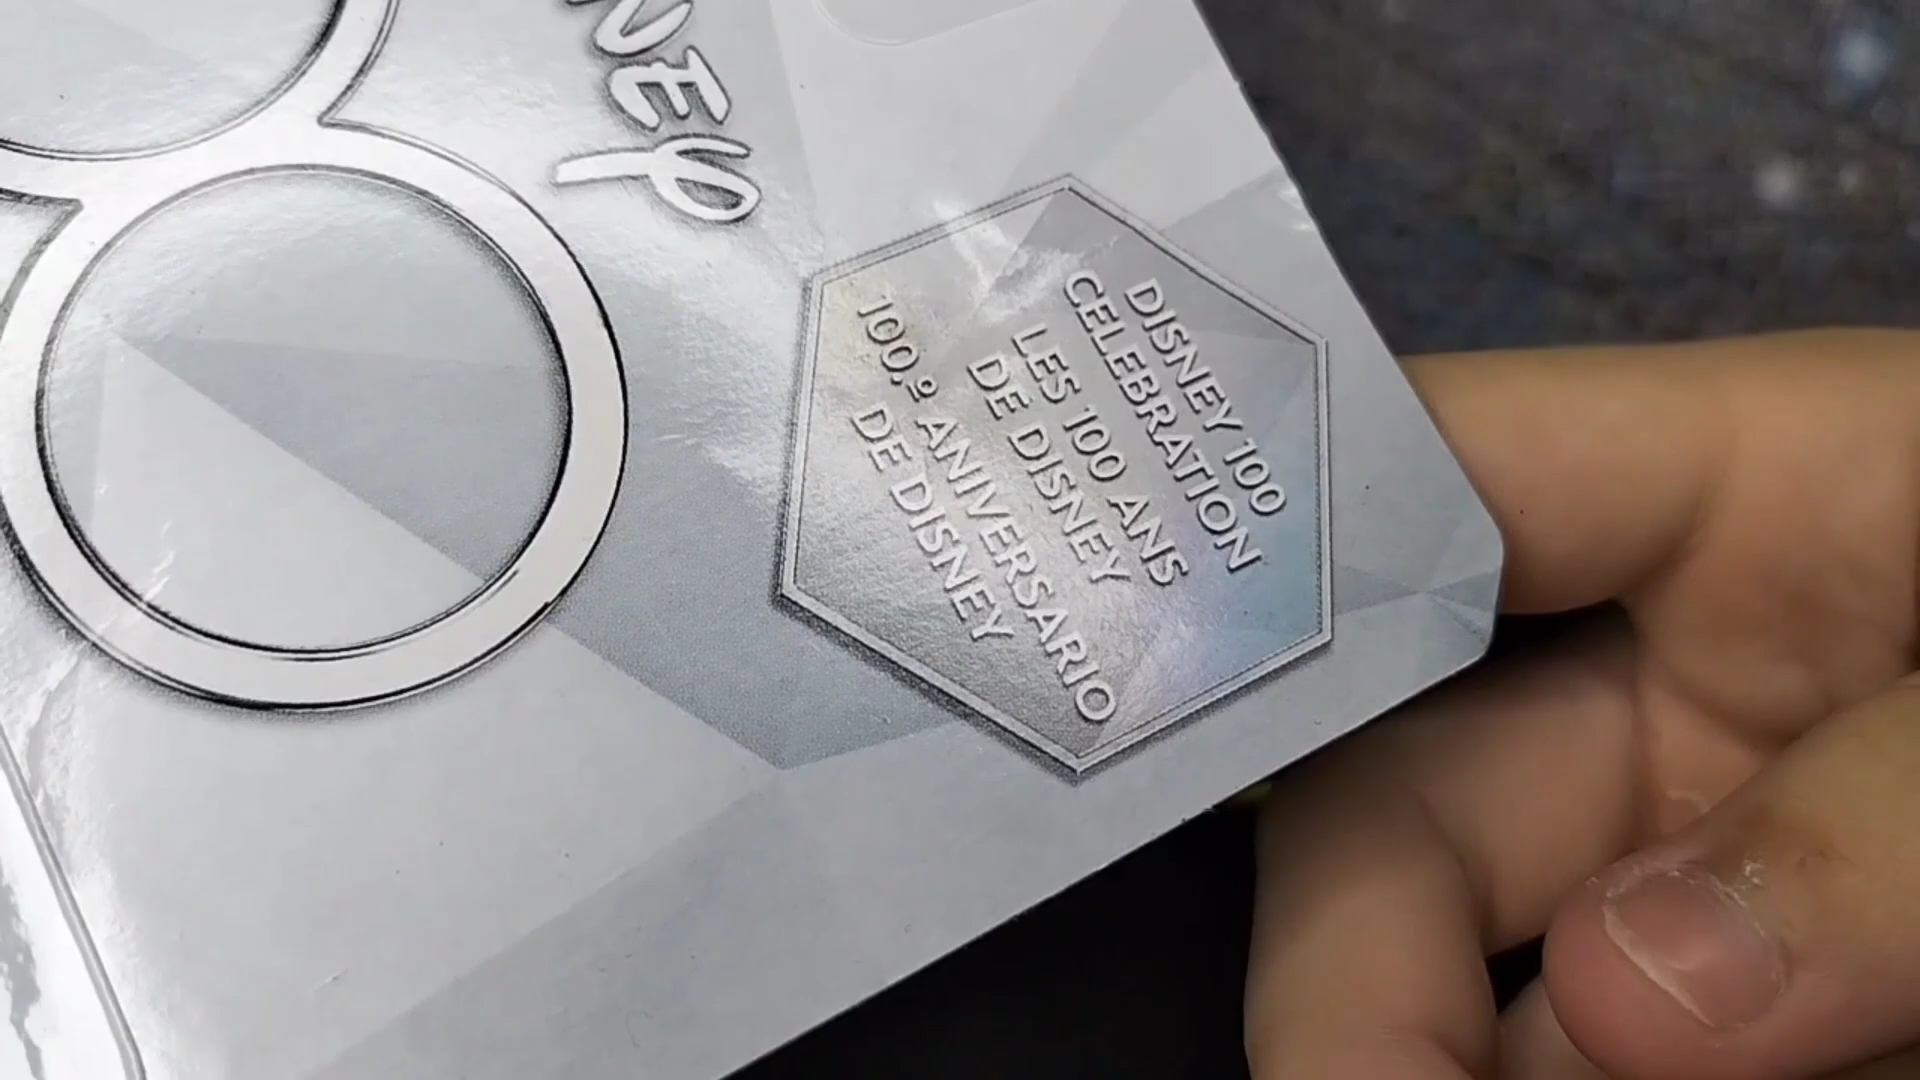 DISNEY 100
CELEBRATION
LES 100 ANS
DE DISNEY
100.º ANIVERSARIO
DE DISNEY